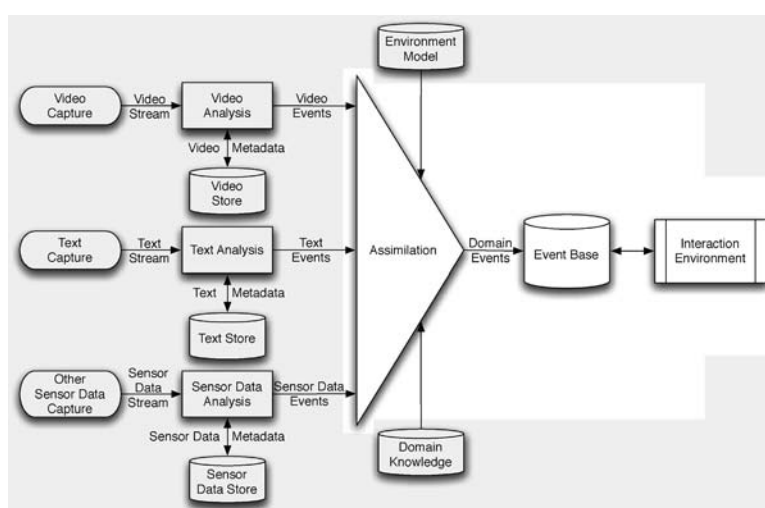 Environment
Model
Video
Capture
Video
Stream
Video
Analysis
Video
Events
Video
Metadata
Video
Store
Text
Capture
Text
Stream
Text Analysis
Text
Events
Text
Metadata
Text Store
Assimilation
Domain
Events
Event Base
Interaction
Environment
Other
Sensor Data
Capture
Sensor
Data
Stream
Sensor Data
Analysis
Sensor Data
Events
Sensor Data
Metadata
Sensor
Data Store
Domain
Knowledge